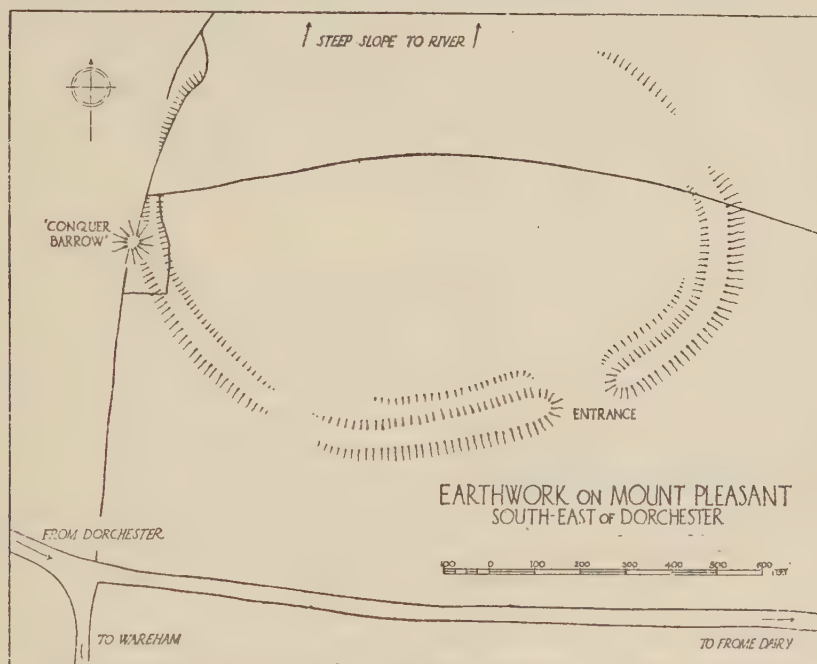 STEEP SLOPE TO RIVER
'CONQUER
BARROW'
ENTRANCE
EARTHWORK ON MOUNT PLEASANT
SOUTH-EAST OF DORCHESTER
FROM DORCHESTER
100 0 100 200 300 400 500 600 FEET
TO WAREHAM
TO FROME DAIRY